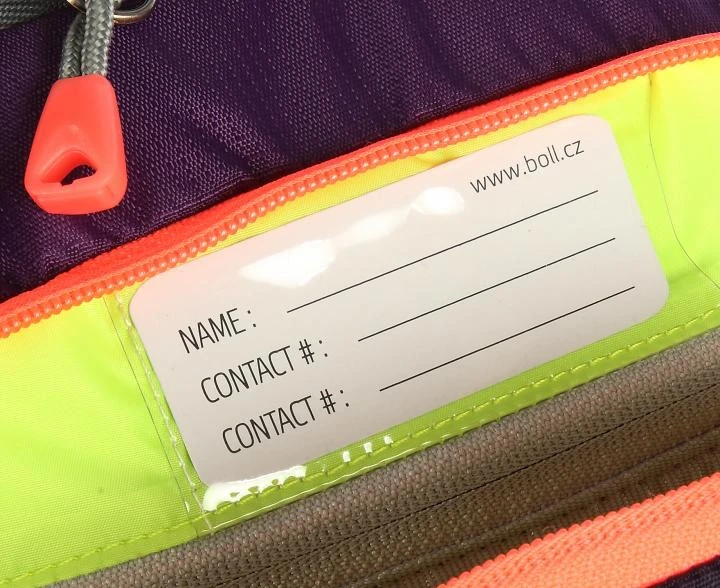 www.boll.cz
NAME :
CONTACT # :
CONTACT # :